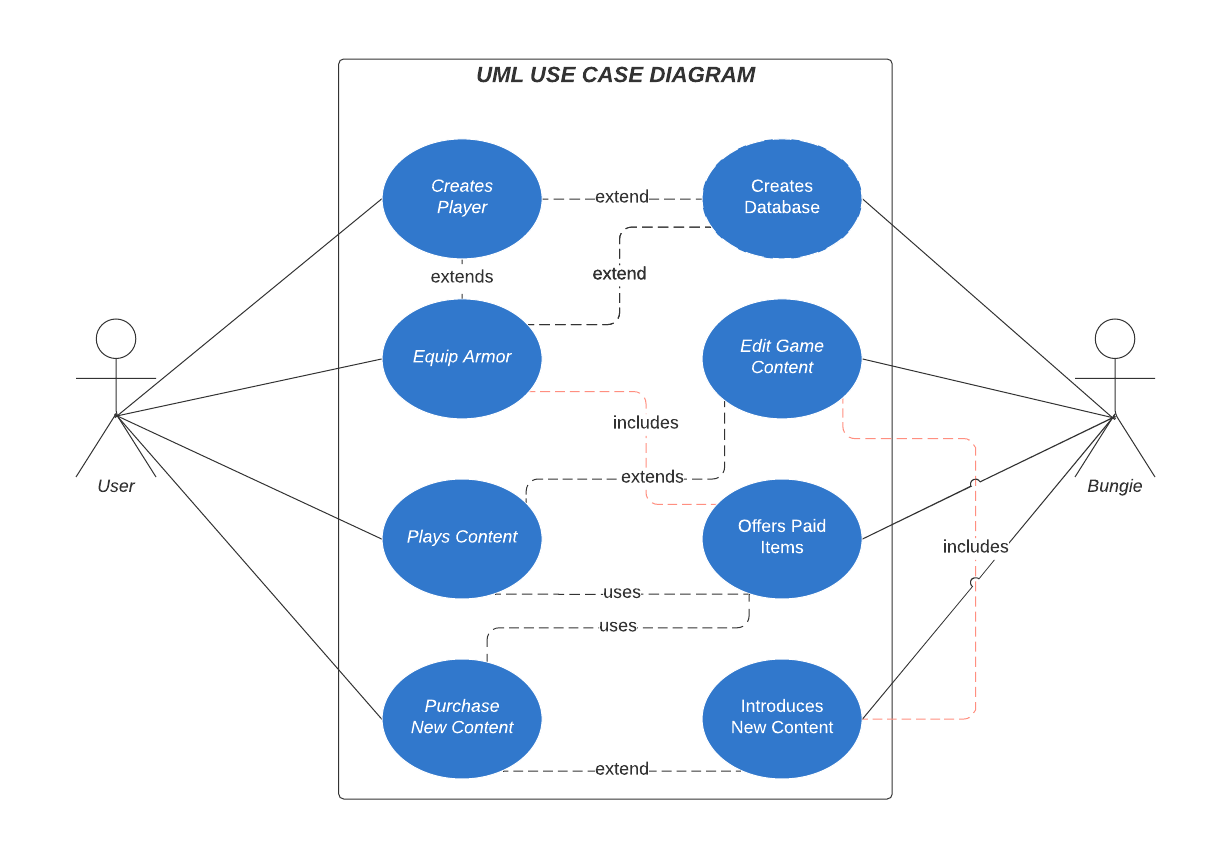 UML USE CASE DIAGRAM
Creates
Player
extend
Creates
Database
extends
extend
Equip Armor
Edit Game
Content
includes
extends
User
Bungie
Plays Content
Offers Paid
Items
includes
uses
uses
Purchase
New Content
Introduces
New Content
extend